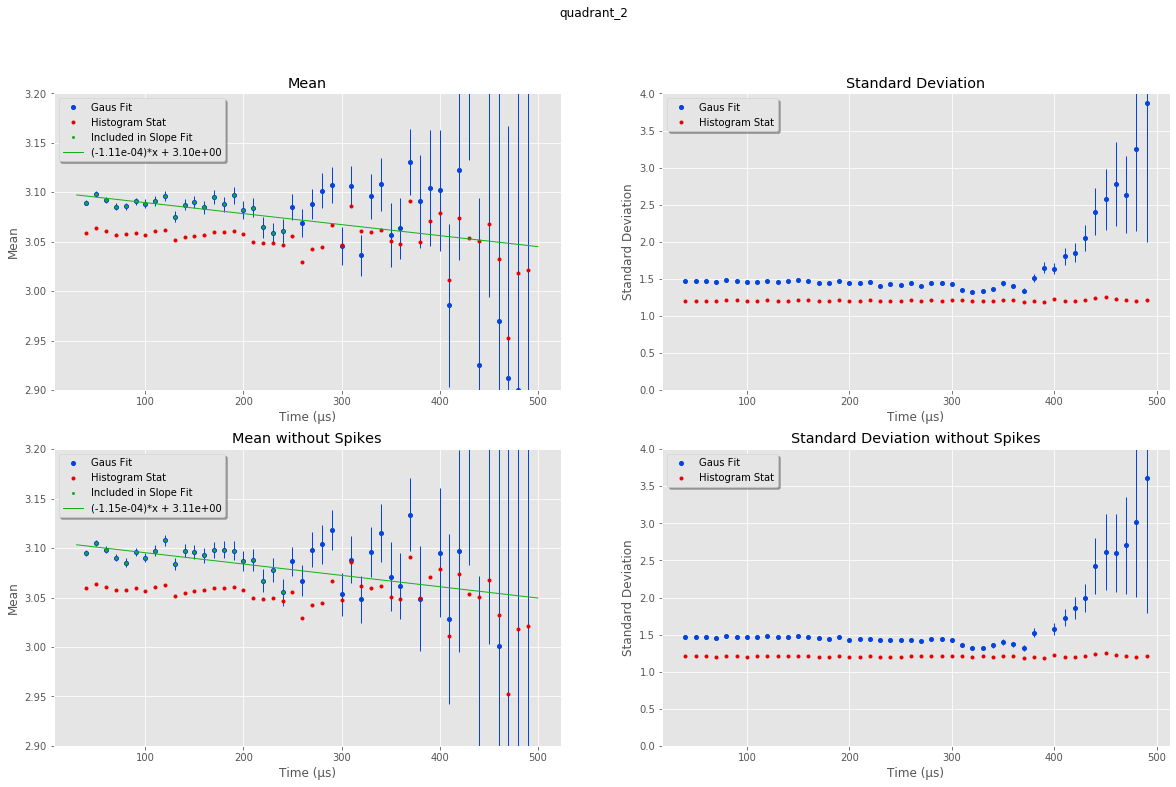 quadrant_2
Mean
3.20
3.15
3.10
3.05
3.00
2.95
2.90
Mean
Gaus Fit
Histogram Stat
Included in Slope Fit
(-1.11e-04)*x + 3.10e+00
100 200 300 400 500
Time (μs)
Standard Deviation
4.0
3.5
3.0
2.5
2.0
1.5
1.0
0.5
0.0
Standard Deviation
Gaus Fit
Histogram Stat
100 200 300 400 500
Time (μs)
Mean without Spikes
3.20
3.15
3.10
3.05
3.00
2.95
2.90
Mean
Gaus Fit
Histogram Stat
Included in Slope Fit
(-1.15e-04)*x + 3.11e+00
100 200 300 400 500
Time (μs)
Standard Deviation without Spikes
4.0
3.5
3.0
2.5
2.0
1.5
1.0
0.5
0.0
Standard Deviation
Gaus Fit
Histogram Stat
100 200 300 400 500
Time (μs)